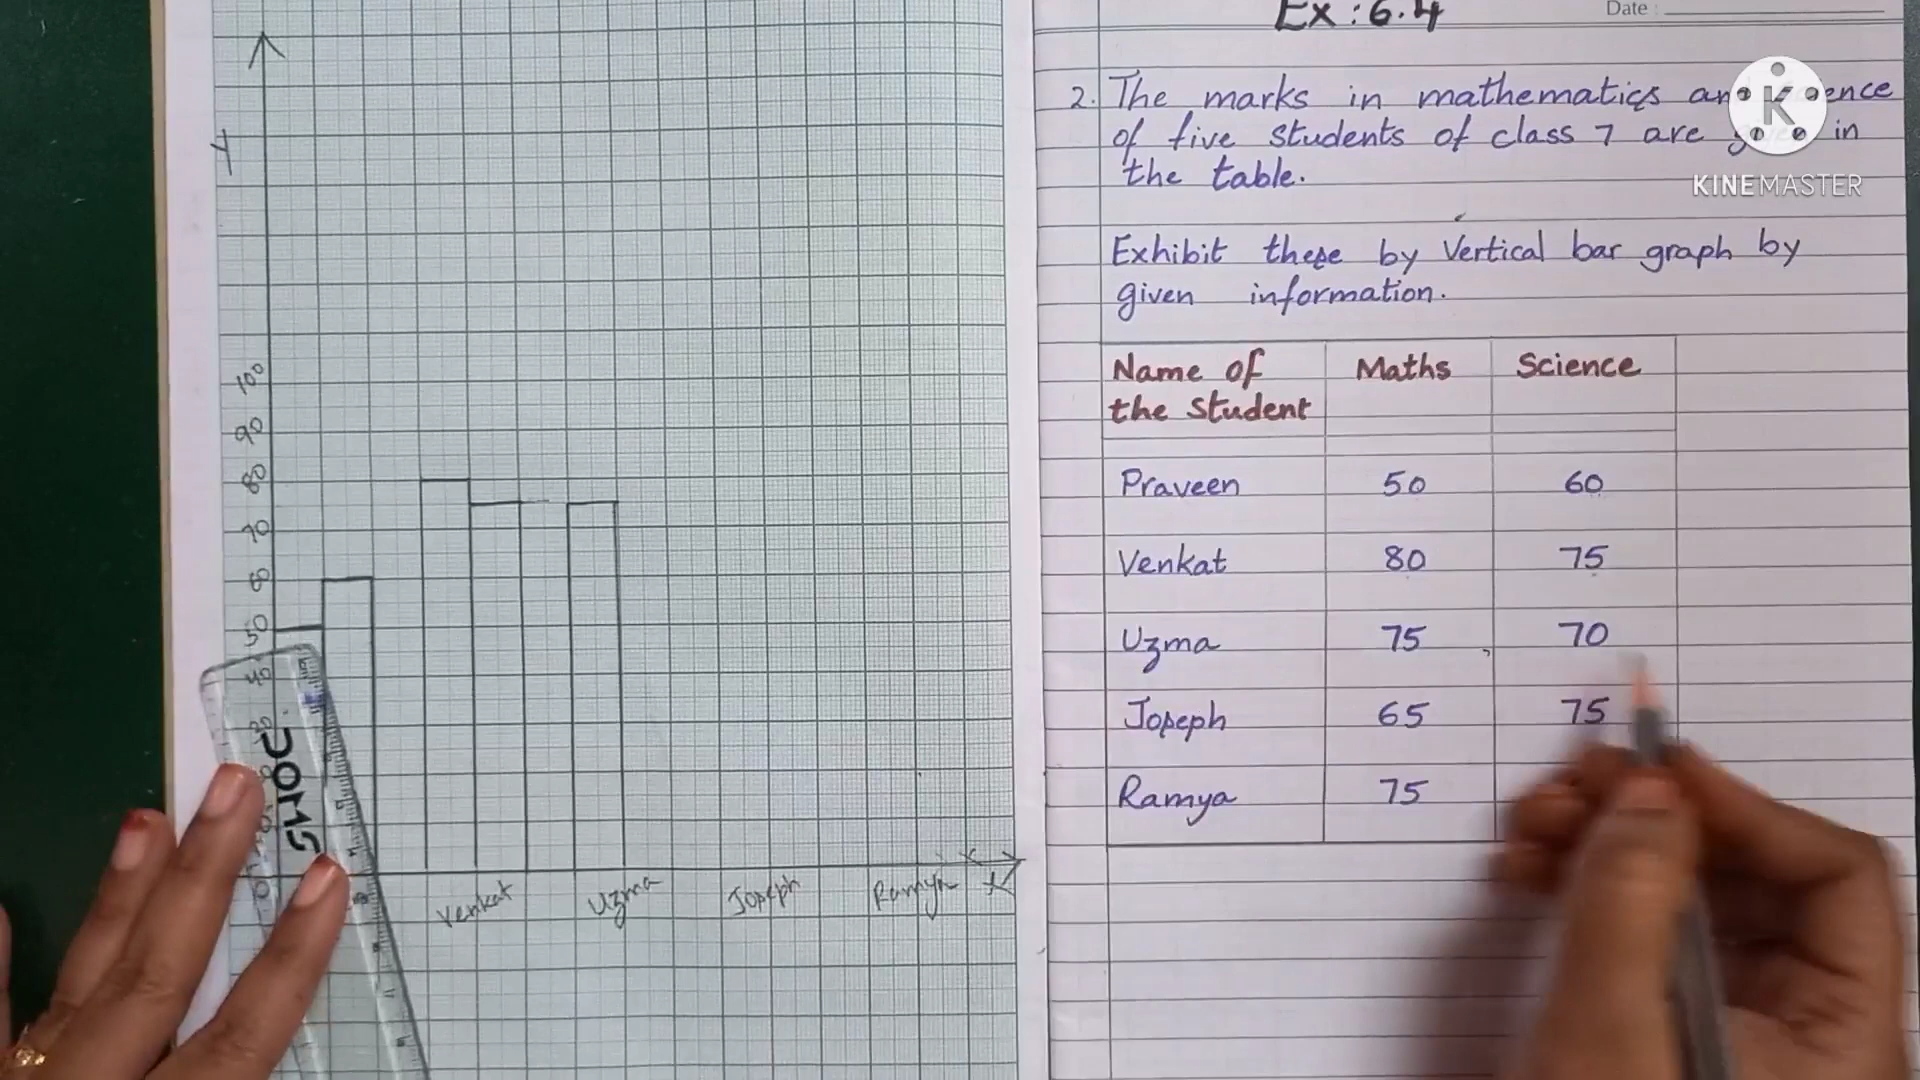 Ex : 6.4
Date :
2. The marks in mathematics
of five students of class 7 are given in
the table.
KINEMASTER
Exhibit these by Vertical bar graph by
given information.
Name of the Student Maths Science
Praveen 50 60
Venkat 80 75
Uzma 75 70
Joseph 65 75
Ramya 75
Y
100
90
80
70
60
50
40
DOMS
0
Venkat Uzma Joseph Ramya X